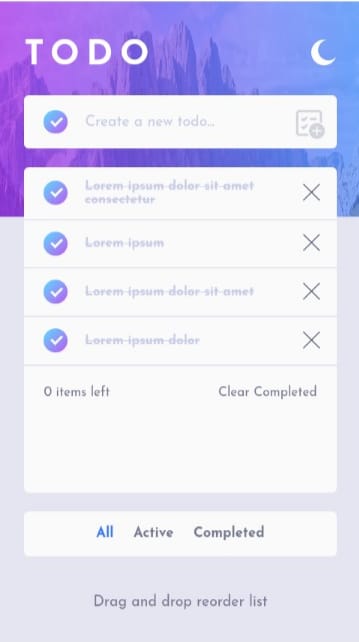 TODO
Create a new todo...
Lorem ipsum dolor sit amet
consectetur
Lorem ipsum
Lorem ipsum dolor sit amet
Lorem ipsum dolor
0 items left Clear Completed
All Active Completed
Drag and drop reorder list